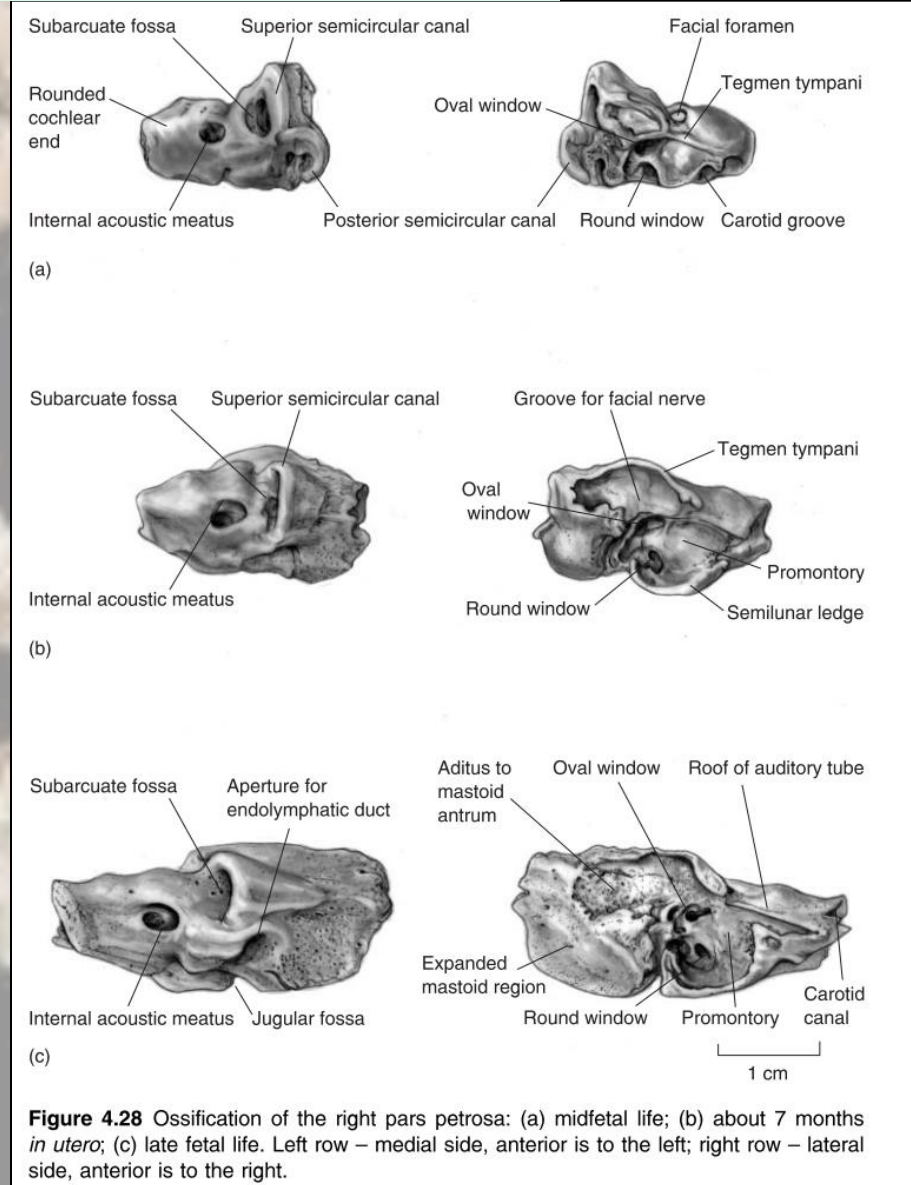 Subarcuate fossa
Superior semicircular canal
Facial foramen
Rounded
cochlear
end
Oval window
Tegmen tympani
Internal acoustic meatus
Posterior semicircular canal
Round window
Carotid groove
(a)
Subarcuate fossa
Superior semicircular canal
Groove for facial nerve
Tegmen tympani
Oval
window
Promontory
Internal acoustic meatus
Round window
Semilunar ledge
(b)
Subarcuate fossa
Aperture for
endolymphatic duct
Aditus to
mastoid
antrum
Oval window
Roof of auditory tube
Expanded
mastoid region
Internal acoustic meatus
Jugular fossa
Round window
Promontory
Carotid
canal
(c)
1 cm
Figure 4.28 Ossification of the right pars petrosa: (a) midfetal life; (b) about 7 months
in utero; (c) late fetal life. Left row – medial side, anterior is to the left; right row – lateral
side, anterior is to the right.